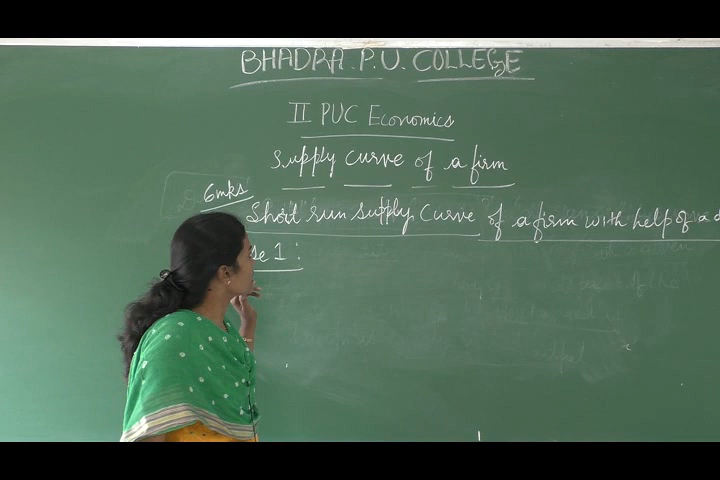 BHADRA.P.U. COLLEGE
II PUC Economics
Supply curve of a firm
6mks
Short run supply curve of a firm with help of a d
se 1 :